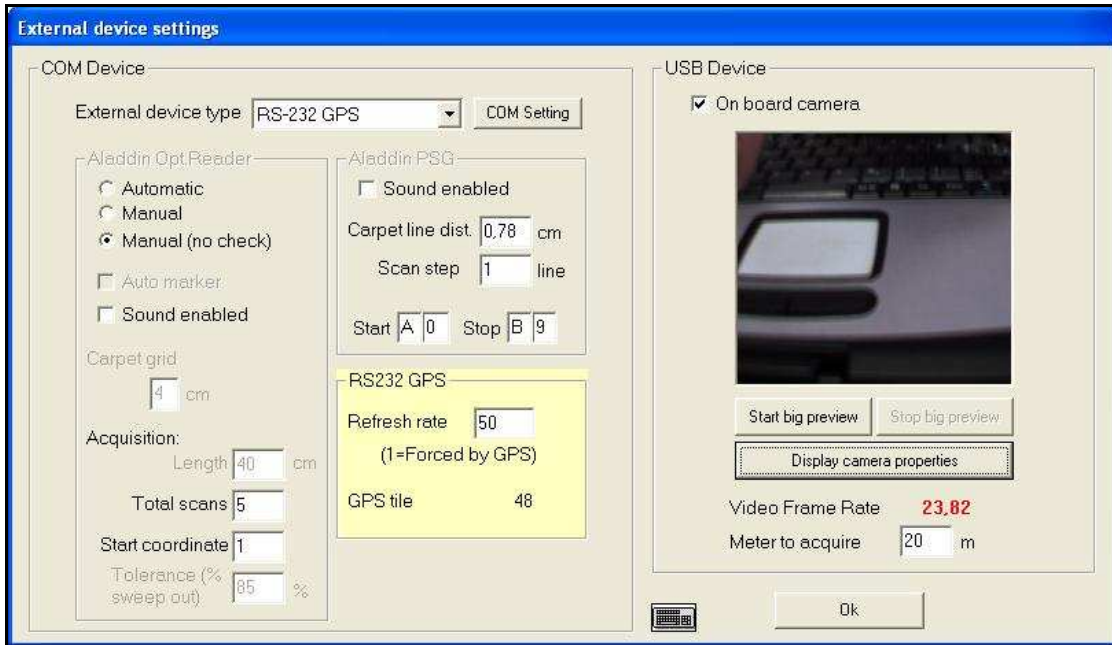 External device settings
COM Device
External device type RS-232 GPS COM Setting
Aladdin Opt.Reader
Automatic
Manual
Manual (no check)
Auto marker
Sound enabled
Carpet grid
4 cm
Acquisition:
Length 40 cm
Total scans 5
Start coordinate 1
Tolerance (%
sweep out) 85 %
Aladdin PSG
Sound enabled
Carpet line dist. 0,78 cm
Scan step 1 line
Start A 0 Stop B 9
RS232 GPS
Refresh rate 50
(1=Forced by GPS)
GPS tile 48
USB Device
On board camera
Start big preview Stop big preview
Display camera properties
Video Frame Rate 23,82
Meter to acquire 20 m
Ok